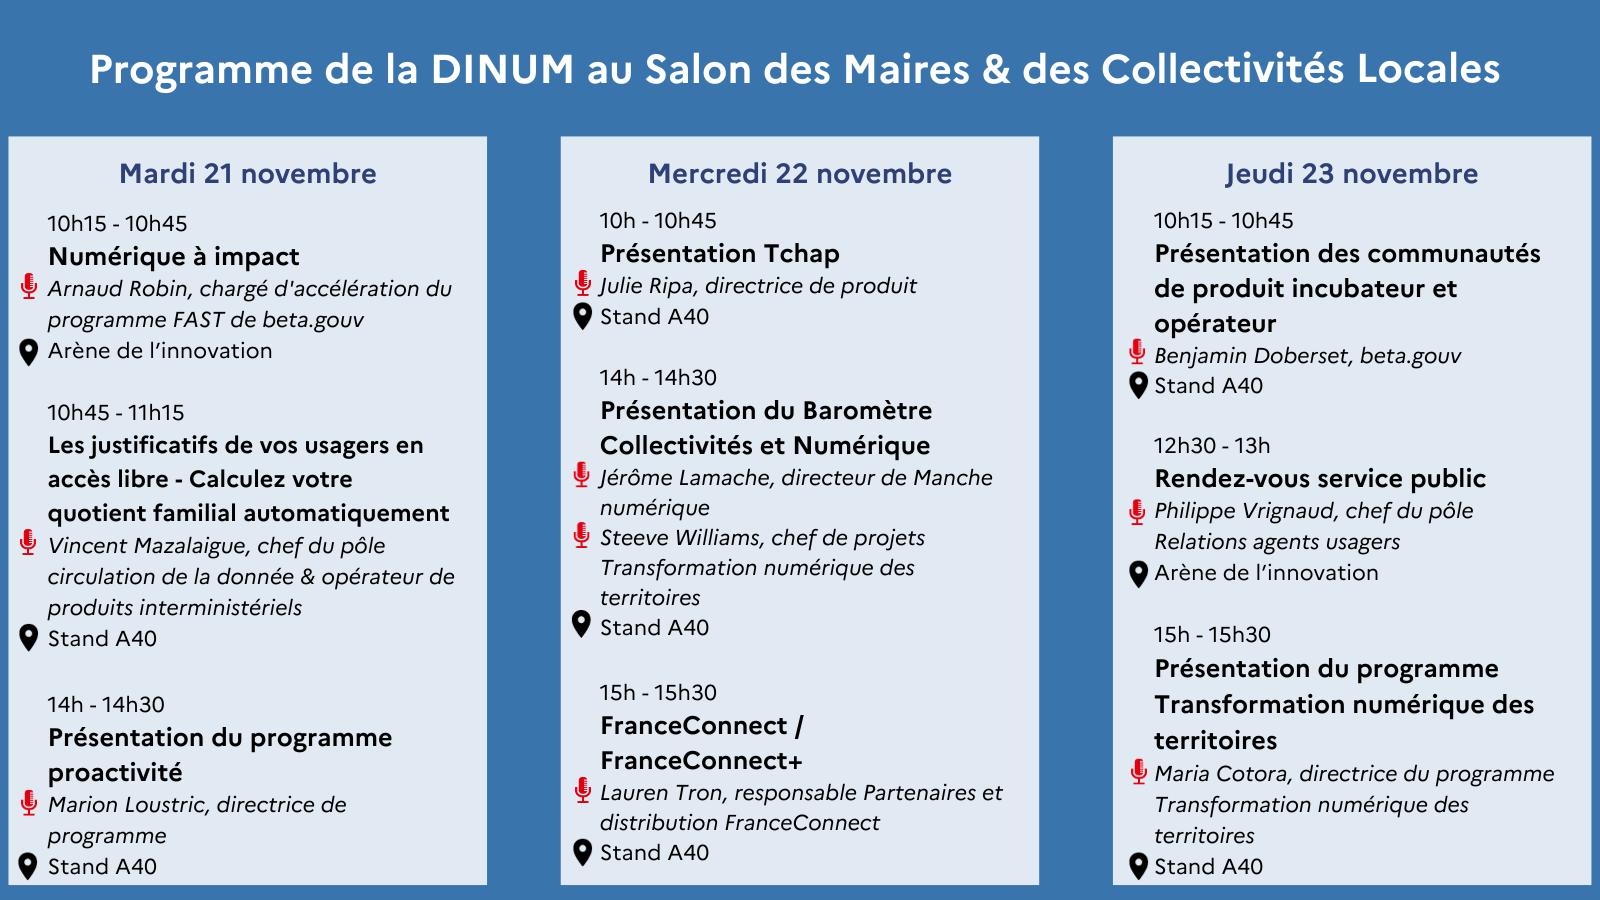 Programme de la DINUM au Salon des Maires & des Collectivités Locales
Mardi 21 novembre
10h15 - 10h45
Numérique à impact
Arnaud Robin, chargé d'accélération du
programme FAST de beta.gouv
Arène de l’innovation
10h45 - 11h15
Les justificatifs de vos usagers en
accès libre - Calculez votre
quotient familial automatiquement
Vincent Mazalaigue, chef du pôle
circulation de la donnée & opérateur de
produits interministériels
Stand A40
14h - 14h30
Présentation du programme
proactivité
Marion Loustric, directrice de
programme
Stand A40
Mercredi 22 novembre
10h - 10h45
Présentation Tchap
Julie Ripa, directrice de produit
Stand A40
14h - 14h30
Présentation du Baromètre
Collectivités et Numérique
Jérôme Lamache, directeur de Manche
numérique
Steeve Williams, chef de projets
Transformation numérique des
territoires
Stand A40
15h - 15h30
FranceConnect /
FranceConnect+
Lauren Tron, responsable Partenaires et
distribution FranceConnect
Stand A40
Jeudi 23 novembre
10h15 - 10h45
Présentation des communautés
de produit incubateur et
opérateur
Benjamin Doberset, beta.gouv
Stand A40
12h30 - 13h
Rendez-vous service public
Philippe Vrignaud, chef du pôle
Relations agents usagers
Arène de l’innovation
15h - 15h30
Présentation du programme
Transformation numérique des
territoires
Maria Cotora, directrice du programme
Transformation numérique des
territoires
Stand A40